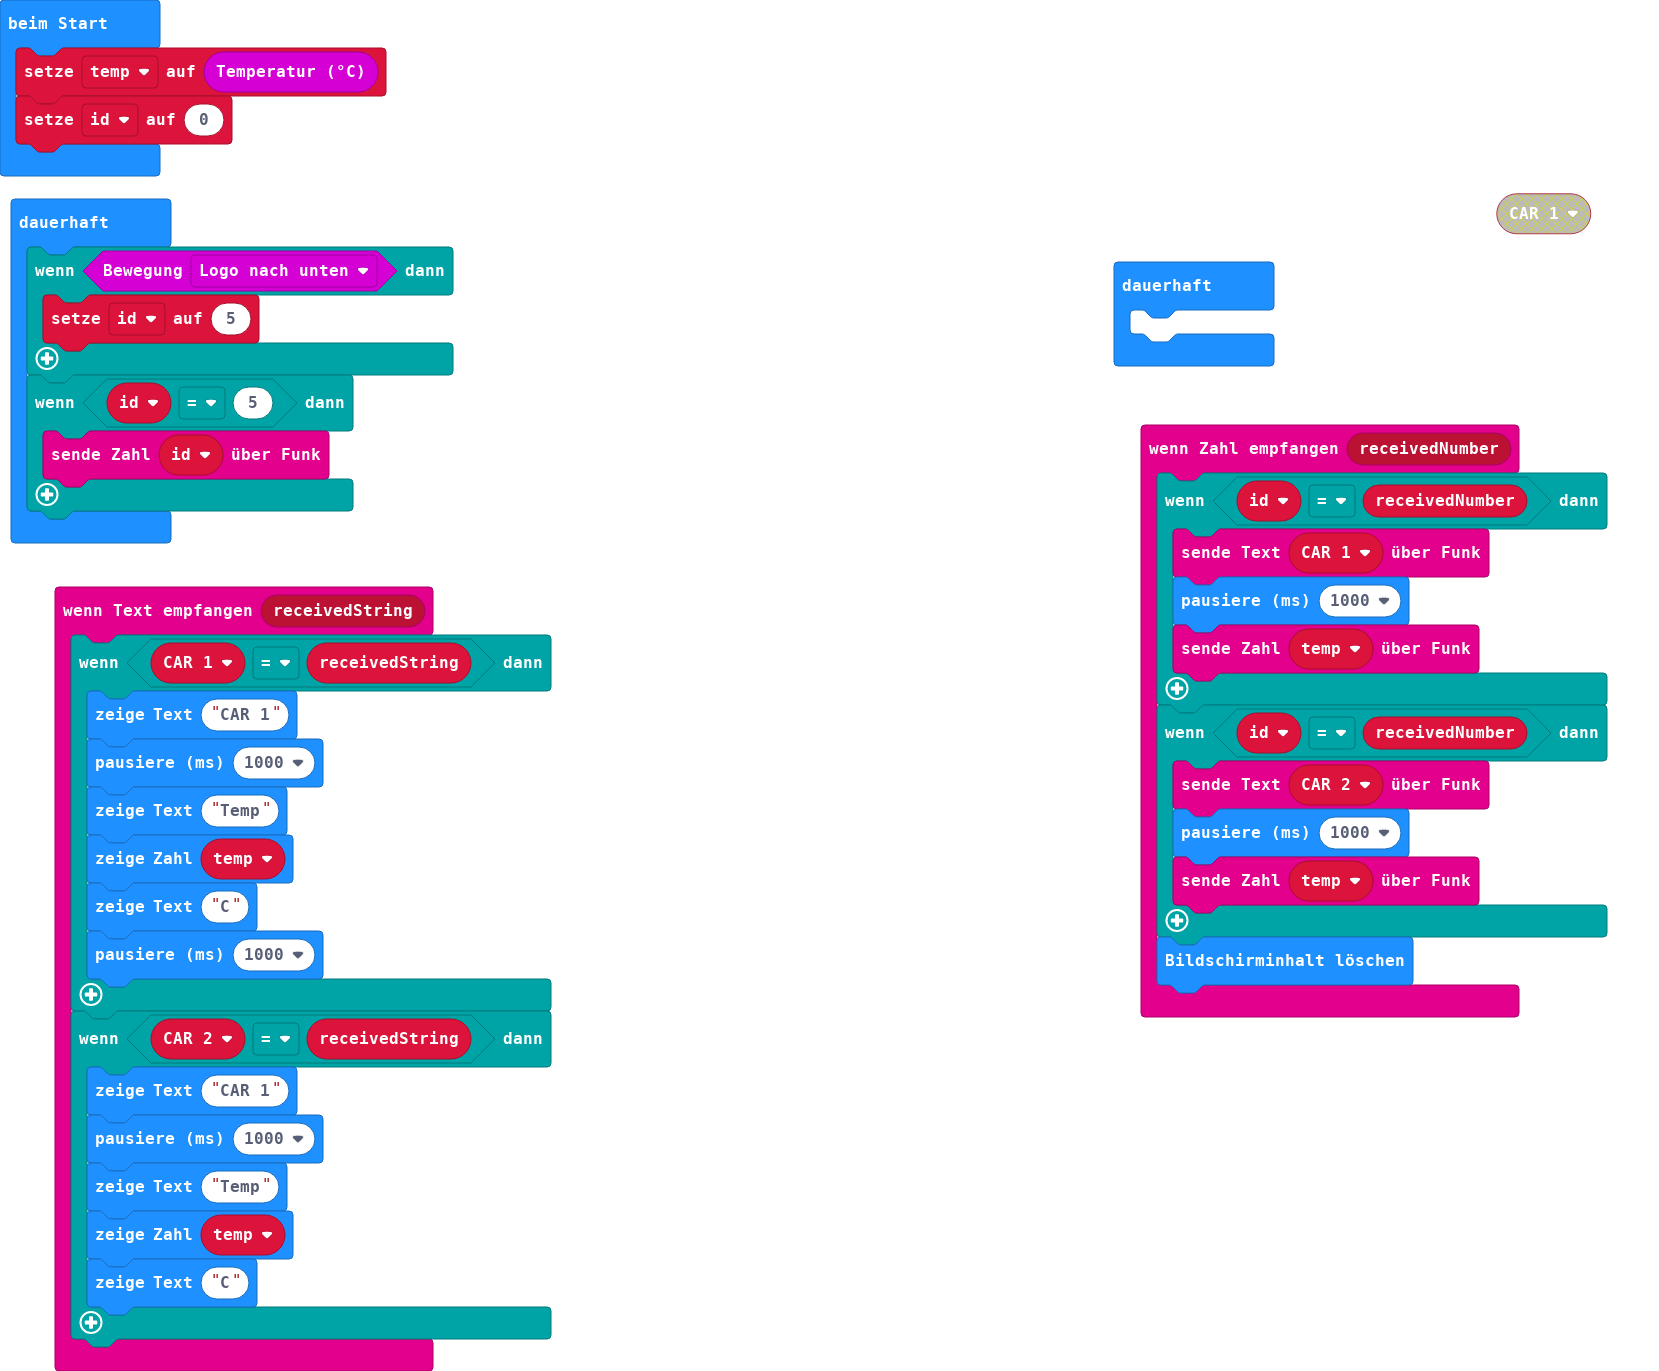 beim Start
setze temp auf Temperatur (°C)
setze id auf 0
dauerhaft
wenn Bewegung Logo nach unten dann
setze id auf 5
wenn id = 5 dann
sende Zahl id über Funk
wenn Text empfangen receivedString
wenn CAR 1 = receivedString dann
zeige Text "CAR 1"
pausiere (ms) 1000
zeige Text "Temp"
zeige Zahl temp
zeige Text "C"
pausiere (ms) 1000
wenn CAR 2 = receivedString dann
zeige Text "CAR 1"
pausiere (ms) 1000
zeige Text "Temp"
zeige Zahl temp
zeige Text "C"
CAR 1
dauerhaft
wenn Zahl empfangen receivedNumber
wenn id = receivedNumber dann
sende Text CAR 1 über Funk
pausiere (ms) 1000
sende Zahl temp über Funk
wenn id = receivedNumber dann
sende Text CAR 2 über Funk
pausiere (ms) 1000
sende Zahl temp über Funk
Bildschirminhalt löschen